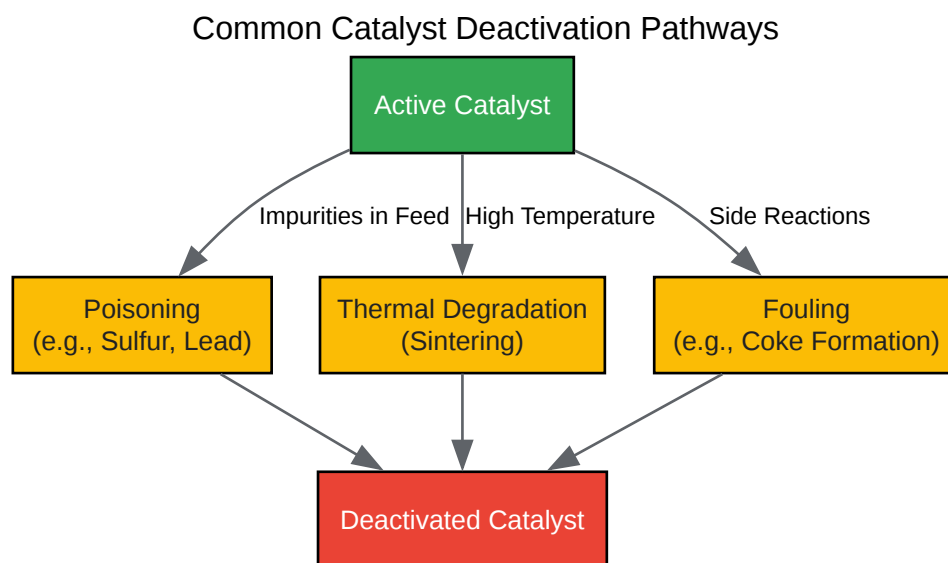 Common Catalyst Deactivation Pathways
Active Catalyst
Impurities in Feed
High Temperature
Side Reactions
Poisoning
(e.g., Sulfur, Lead)
Thermal Degradation
(Sintering)
Fouling
(e.g., Coke Formation)
Deactivated Catalyst